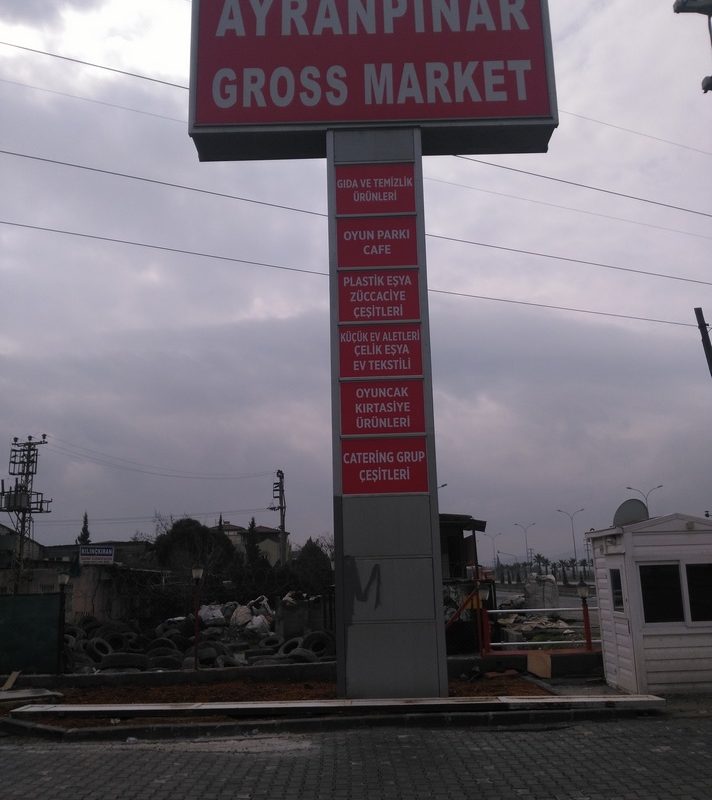 AYRANPINAR
GROSS MARKET
GIDA VE TEMİZLİK
ÜRÜNLERİ
OYUN PARKI
CAFE
PLASTİK EŞYA
ZÜCCACİYE
ÇEŞİTLERİ
KÜÇÜK EV ALETLERİ
CELİK EŞYA
EV TEKSTİLİ
OYUNCAK
KIRTASİYE
ÜRÜNLERİ
CATERING GRUP
ÇEŞİTLERİ
M
KILINÇKIRAN